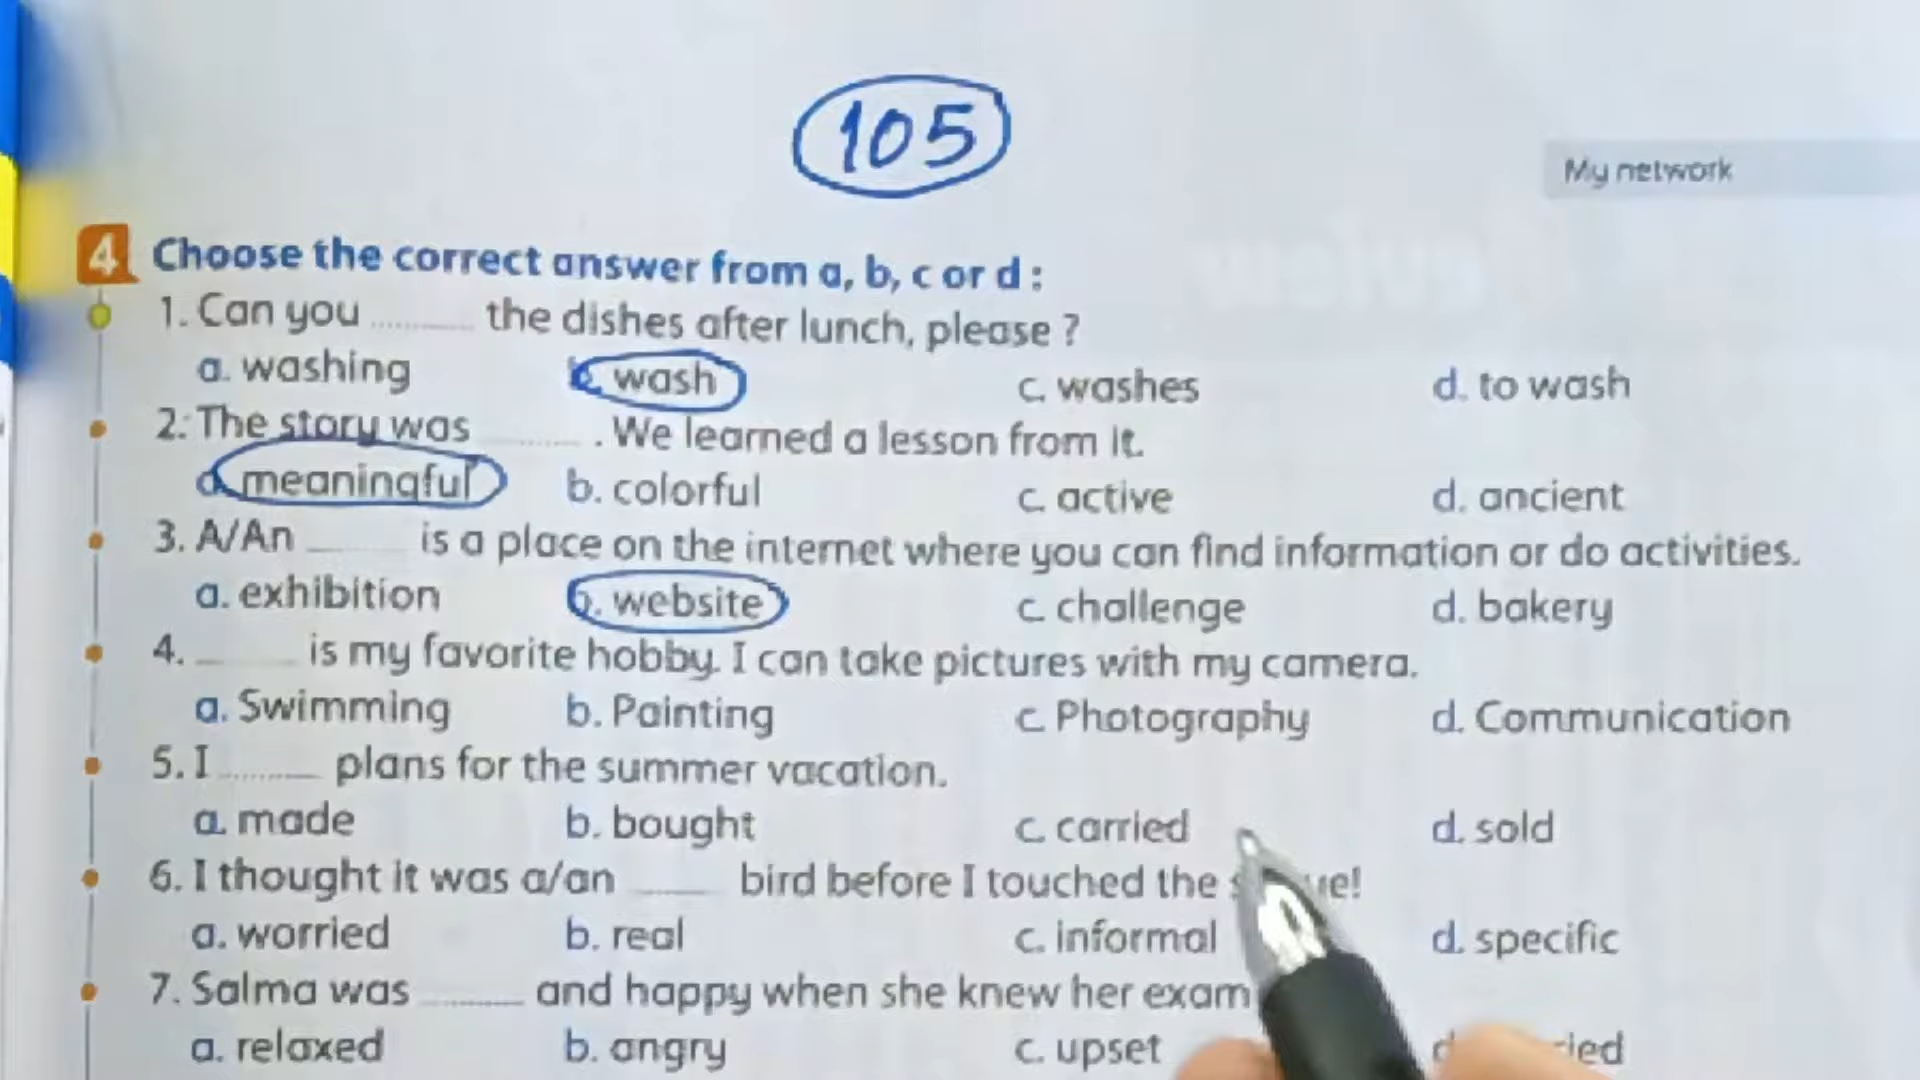 105
My network
4 Choose the correct answer from a, b, c or d :
1. Can you .......... the dishes after lunch, please ?
a. washing b. wash c. washes d. to wash
2. The story was .......... . We learned a lesson from it.
a. meaningful b. colorful c. active d. ancient
3. A/An .......... is a place on the internet where you can find information or do activities.
a. exhibition b. website c. challenge d. bakery
4. .......... is my favorite hobby. I can take pictures with my camera.
a. Swimming b. Painting c. Photography d. Communication
5. I .......... plans for the summer vacation.
a. made b. bought c. carried d. sold
6. I thought it was a/an .......... bird before I touched the
a. worried b. real c. informal d. specific
7. Salma was .......... and happy when she knew her exam
a. relaxed b. angry c. upset